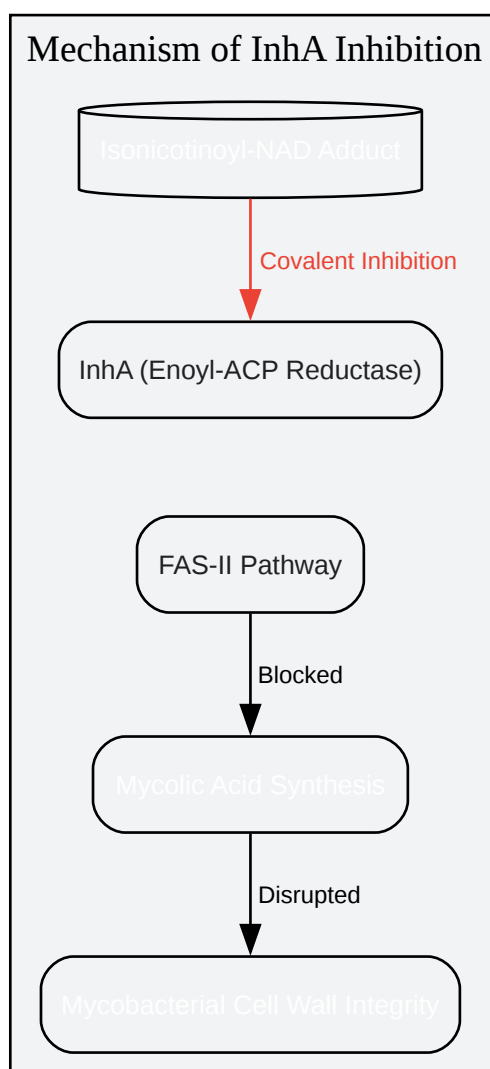 Mechanism of InhA Inhibition
Isonicotinoyl-NAD Adduct
Covalent Inhibition
InhA (Enoyl-ACP Reductase)
FAS-II Pathway
Blocked
Mycolic Acid Synthesis
Disrupted
Mycobacterial Cell Wall Integrity